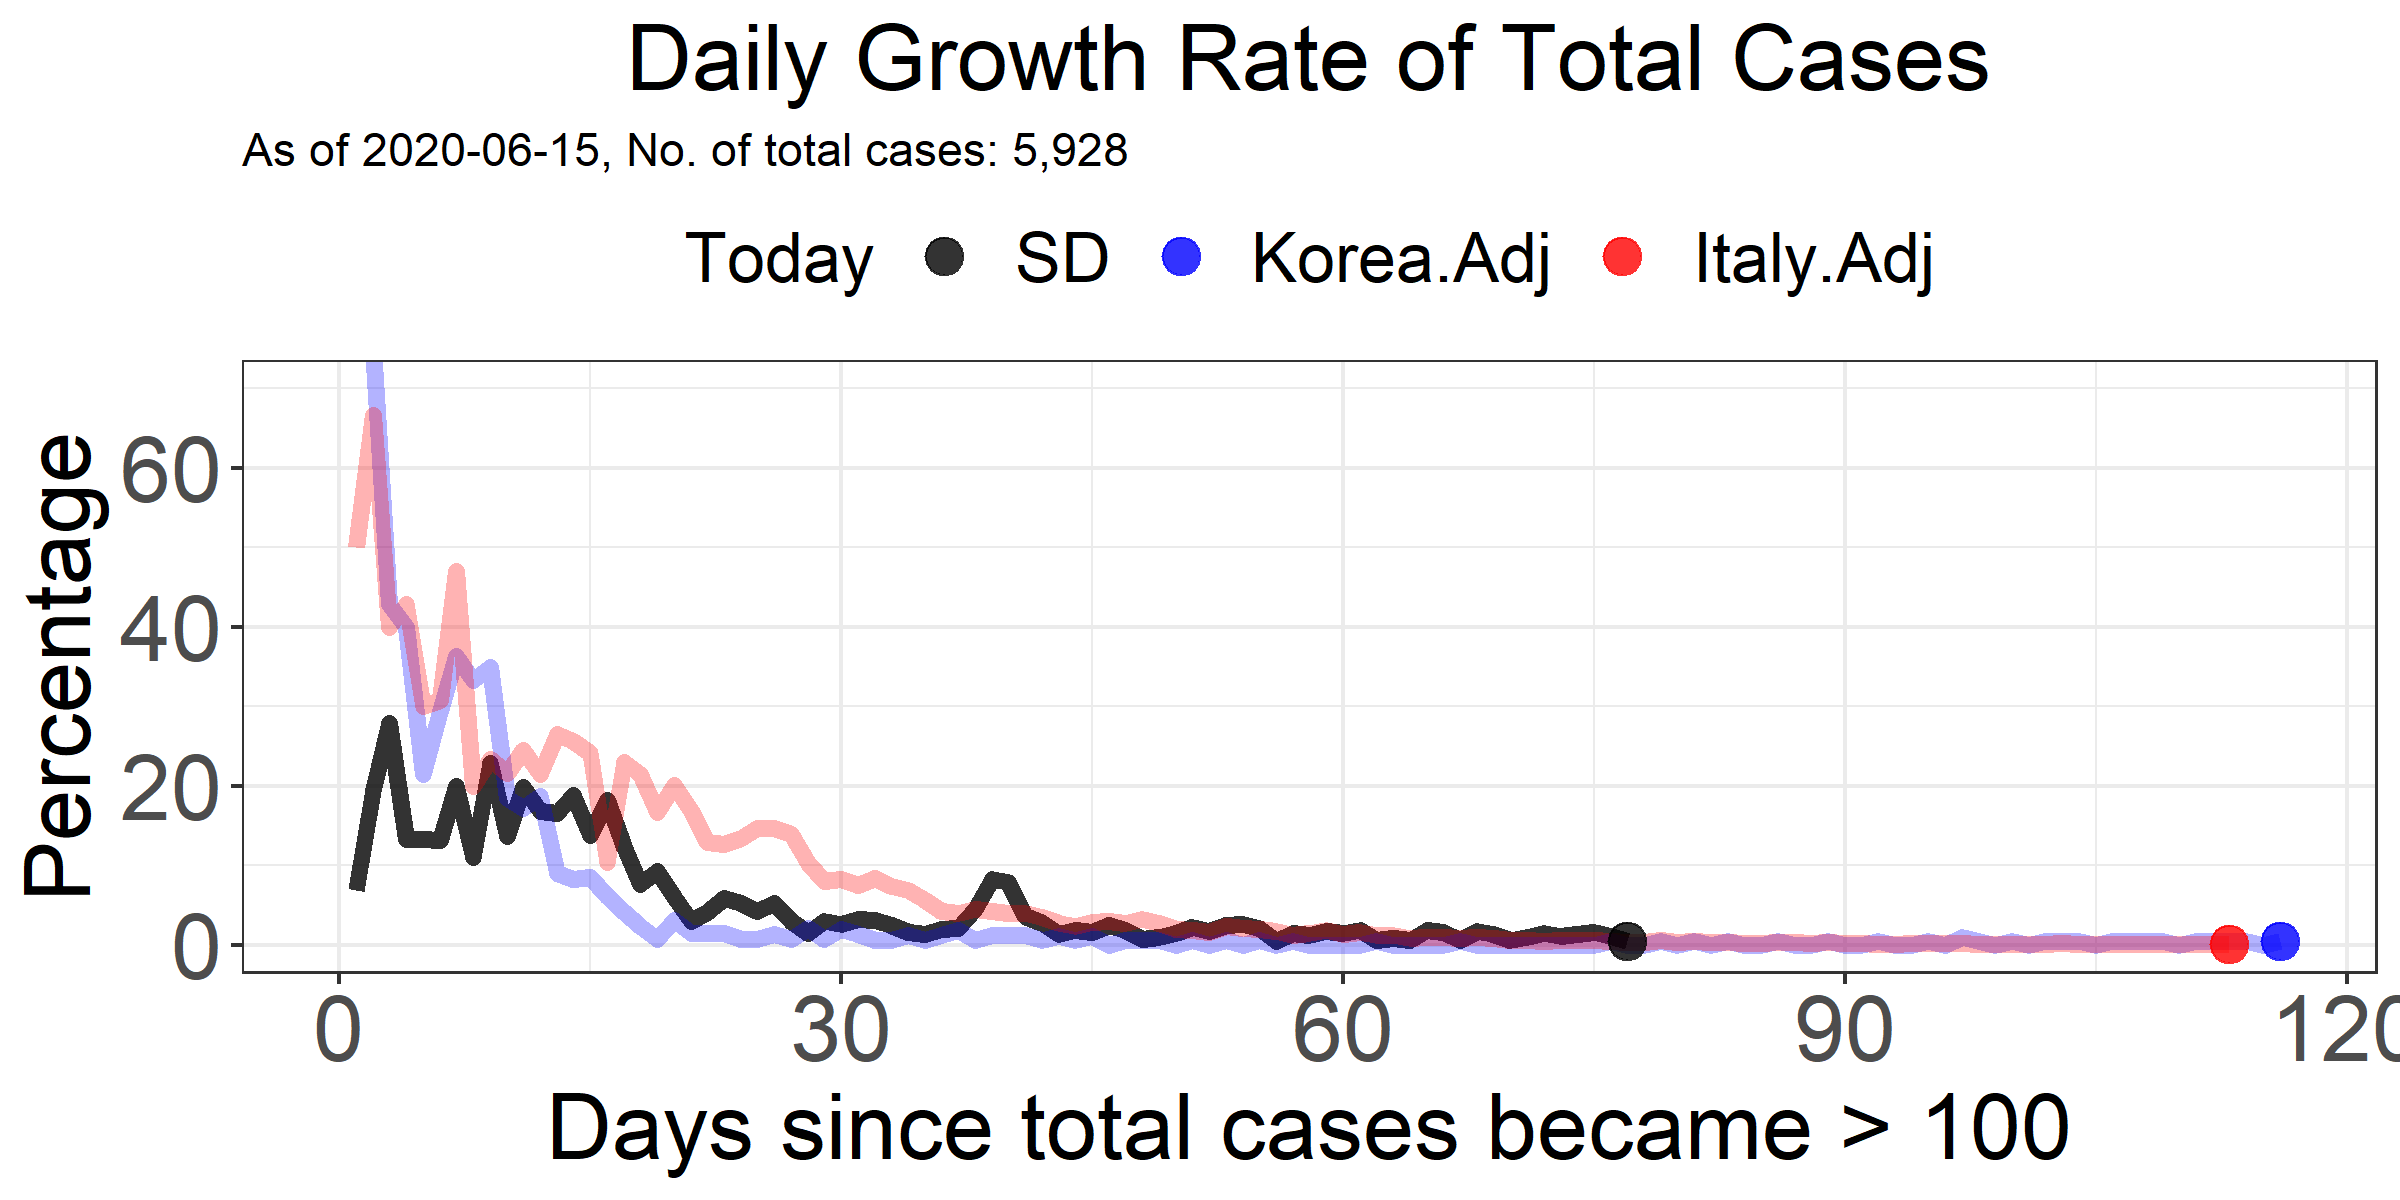 Daily Growth Rate of Total Cases
As of 2020-06-15, No. of total cases: 5,928
Today SD Korea.Adj Italy.Adj
Percentage
60
40
20
0
0 30 60 90 120
Days since total cases became > 100